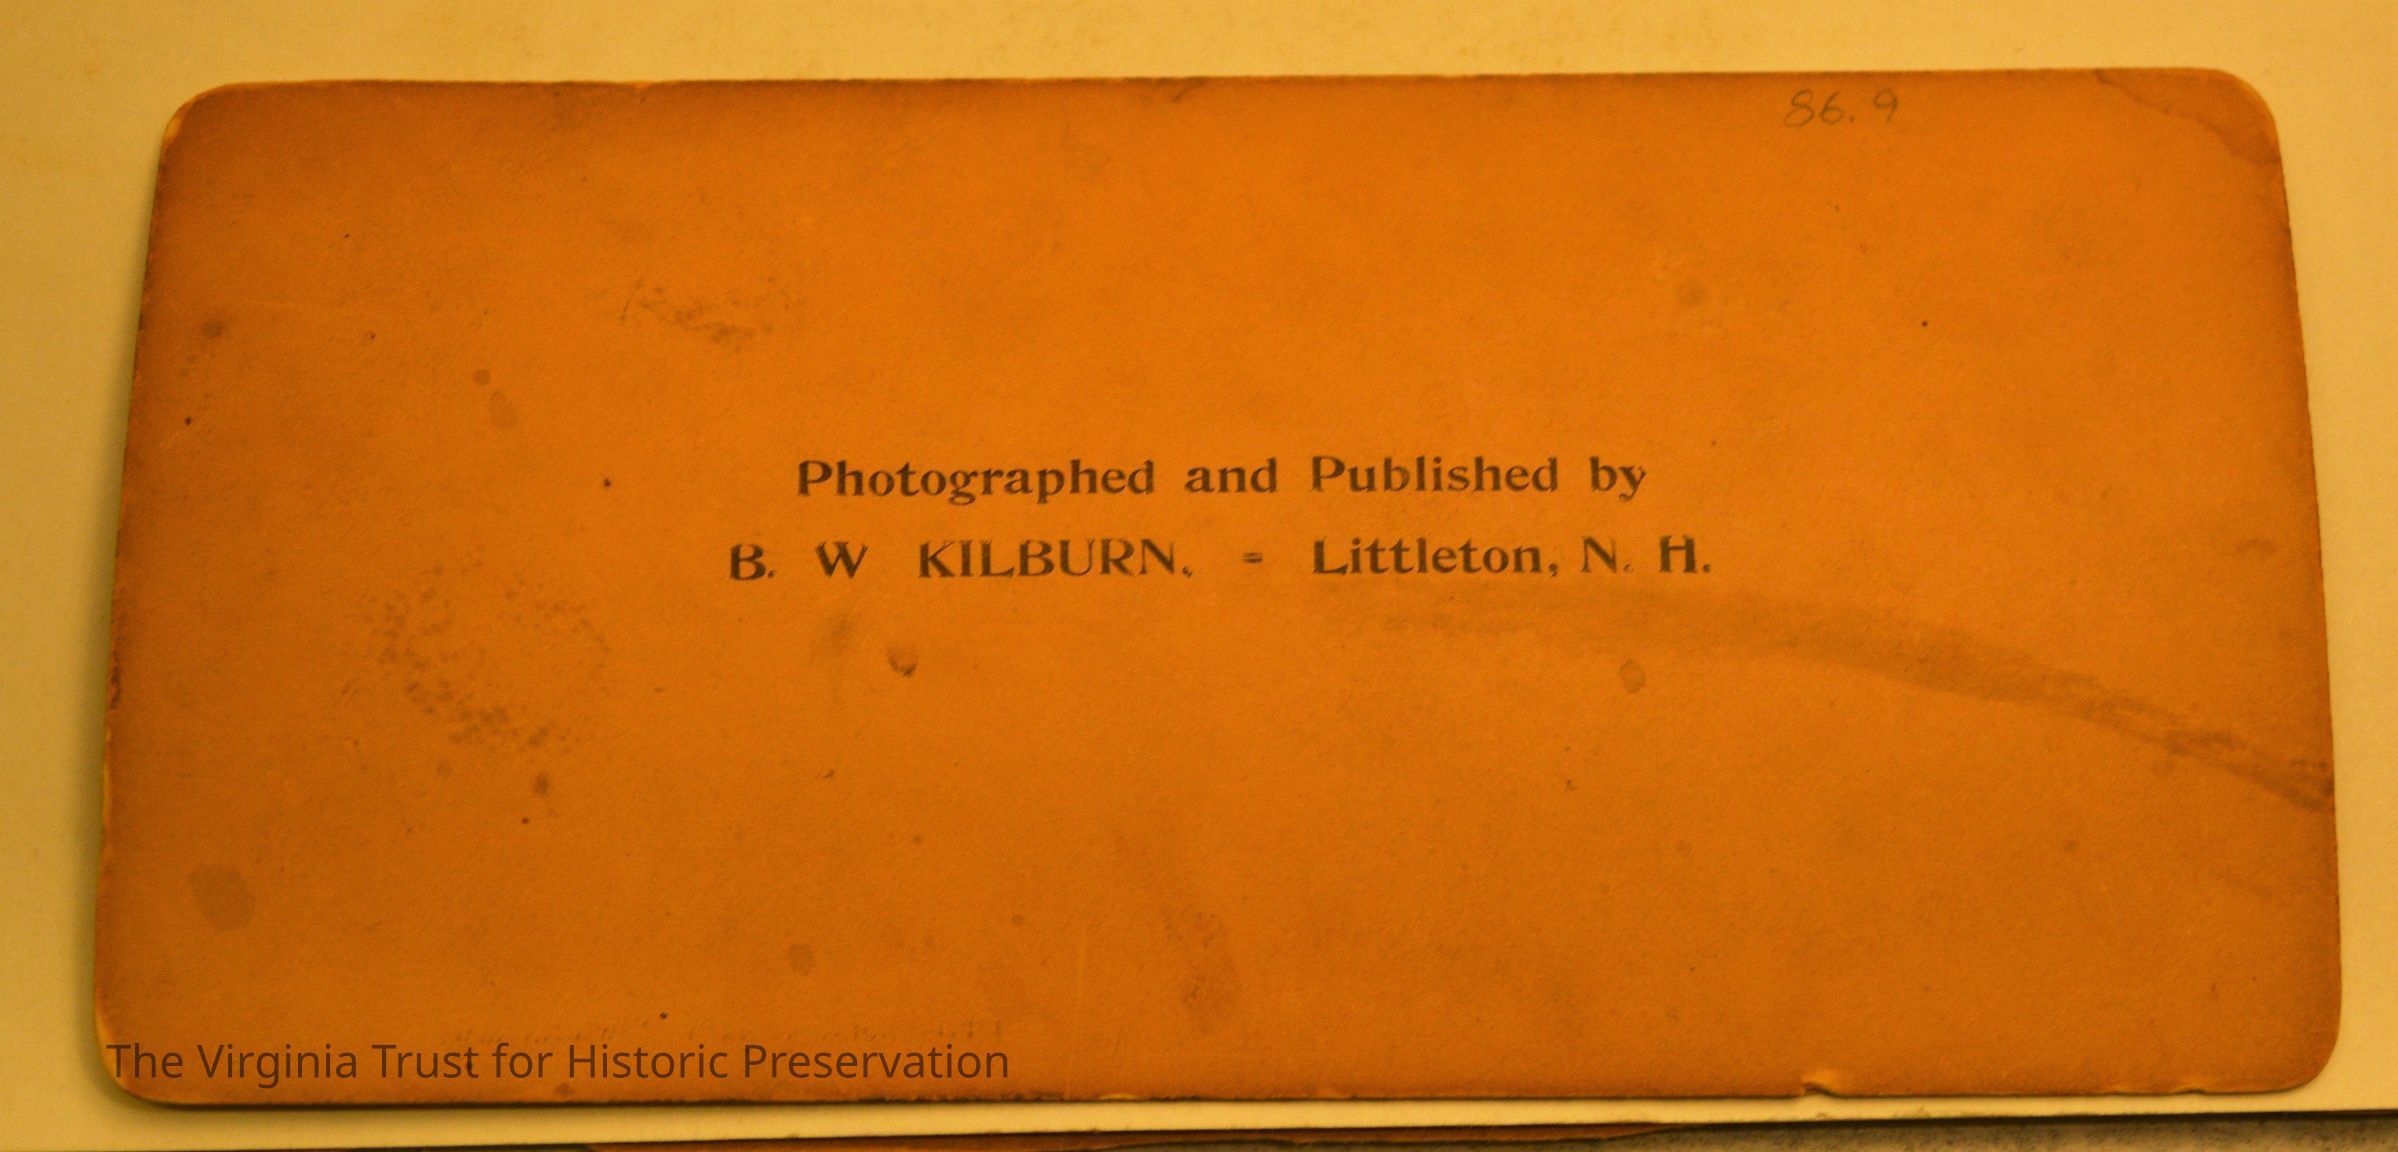 86.9
Photographed and Published by
B. W KILBURN. = Littleton, N. H.
The Virginia Trust for Historic Preservation